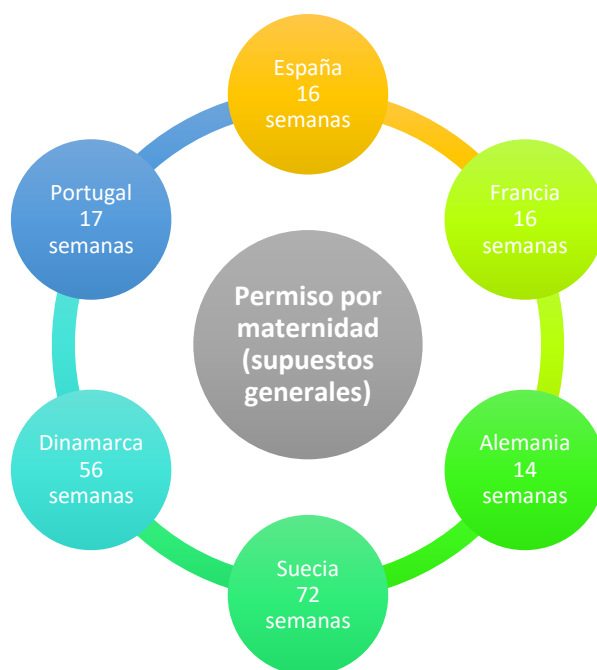 España
16
semanas
Francia
16
semanas
Alemania
14
semanas
Suecia
72
semanas
Dinamarca
56
semanas
Portugal
17
semanas
Permiso por
maternidad
(supuestos
generales)